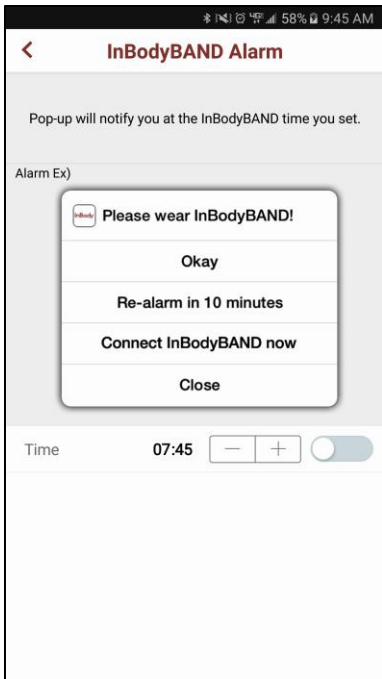 58% 9:45 AM
InBodyBAND Alarm
Pop-up will notify you at the InBodyBAND time you set.
Alarm Ex)
InBody Please wear InBodyBAND!
Okay
Re-alarm in 10 minutes
Connect InBodyBAND now
Close
Time 07:45 — +